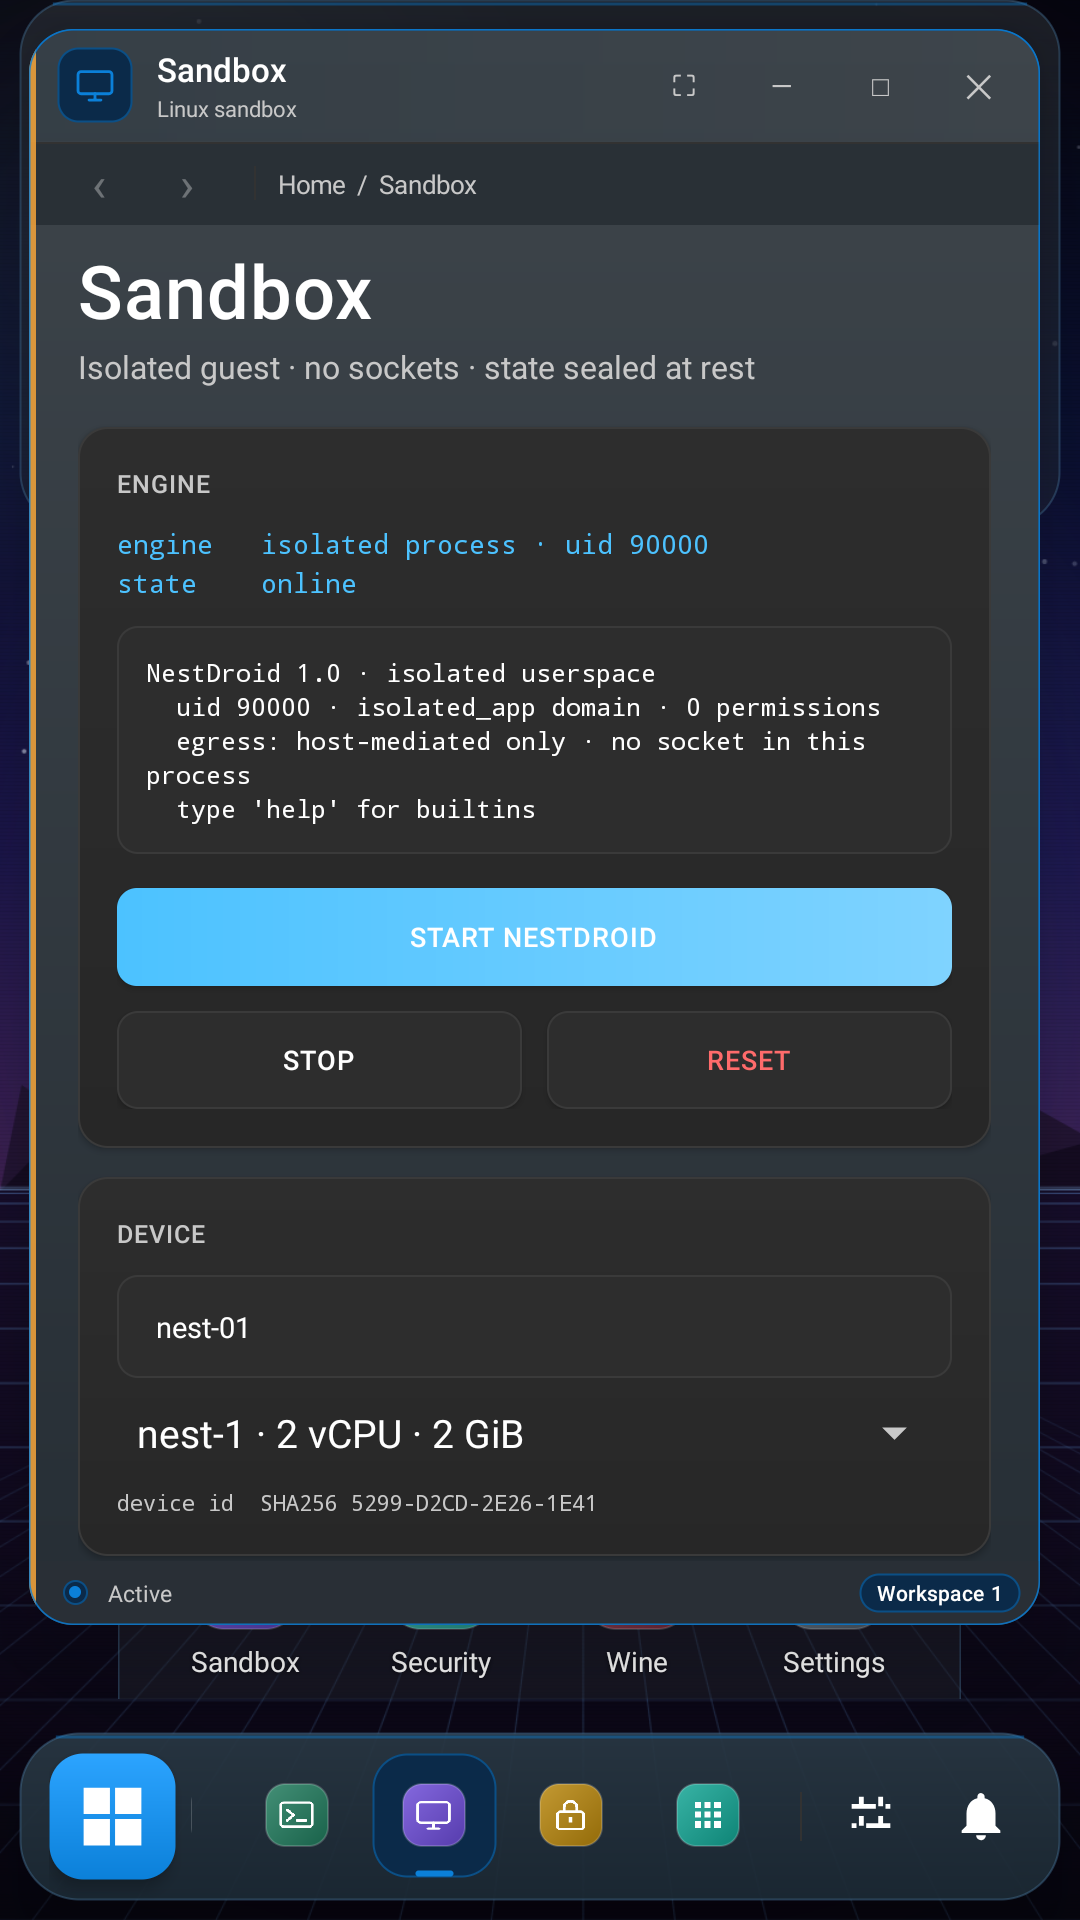 Sandbox
Linux sandbox
Home / Sandbox
Sandbox
Isolated guest · no sockets · state sealed at rest
ENGINE
engine   isolated process · uid 90000
state    online
NestDroid 1.0 · isolated userspace
  uid 90000 · isolated_app domain · 0 permissions
  egress: host-mediated only · no socket in this
process
  type 'help' for builtins
START NESTDROID
STOP RESET
DEVICE
nest-01
nest-1 · 2 vCPU · 2 GiB
device id  SHA256 5299-D2CD-2E26-1E41
Active Workspace 1
Sandbox Security Wine Settings